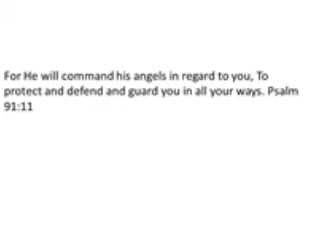 For He will command his angels in regard to you, To
protect and defend and guard you in all your ways. Psalm
91:11